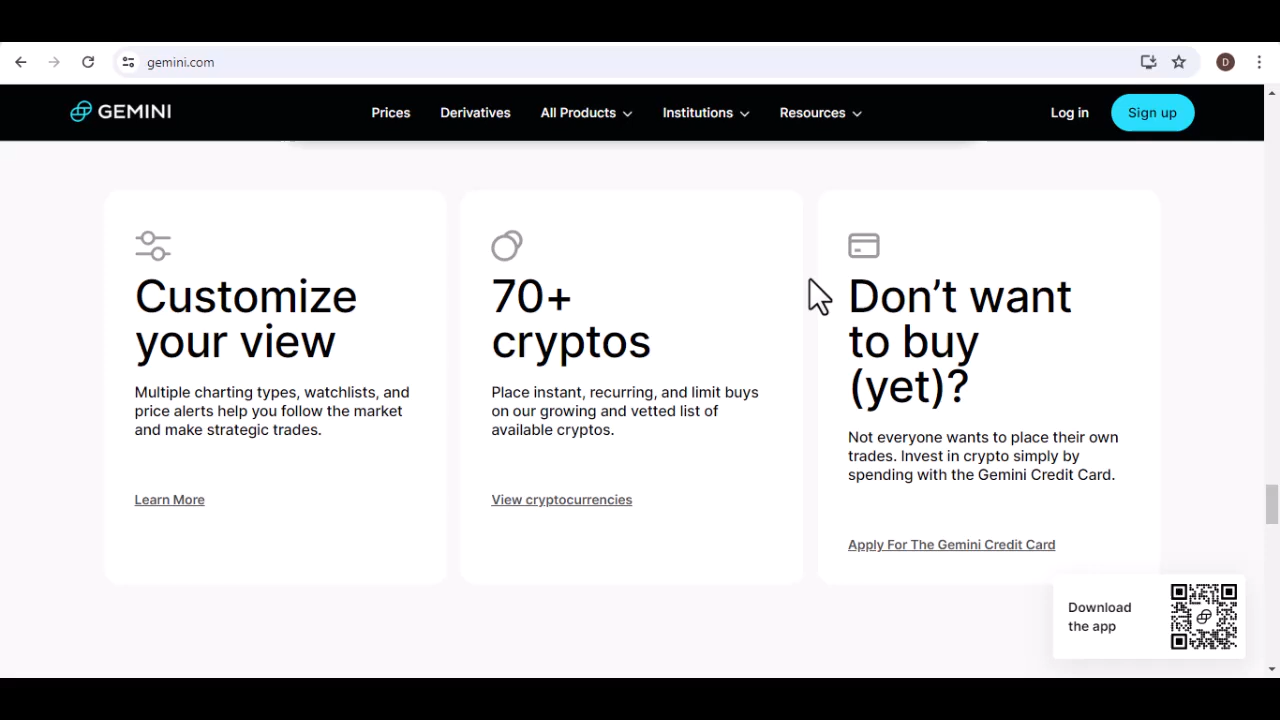 gemini.com
D
GEMINI
Prices
Derivatives
All Products
Institutions
Resources
Log in
Sign up
Customize
your view
Multiple charting types, watchlists, and
price alerts help you follow the market
and make strategic trades.
Learn More
70+
cryptos
Place instant, recurring, and limit buys
on our growing and vetted list of
available cryptos.
View cryptocurrencies
Don’t want
to buy
(yet)?
Not everyone wants to place their own
trades. Invest in crypto simply by
spending with the Gemini Credit Card.
Apply For The Gemini Credit Card
Download
the app